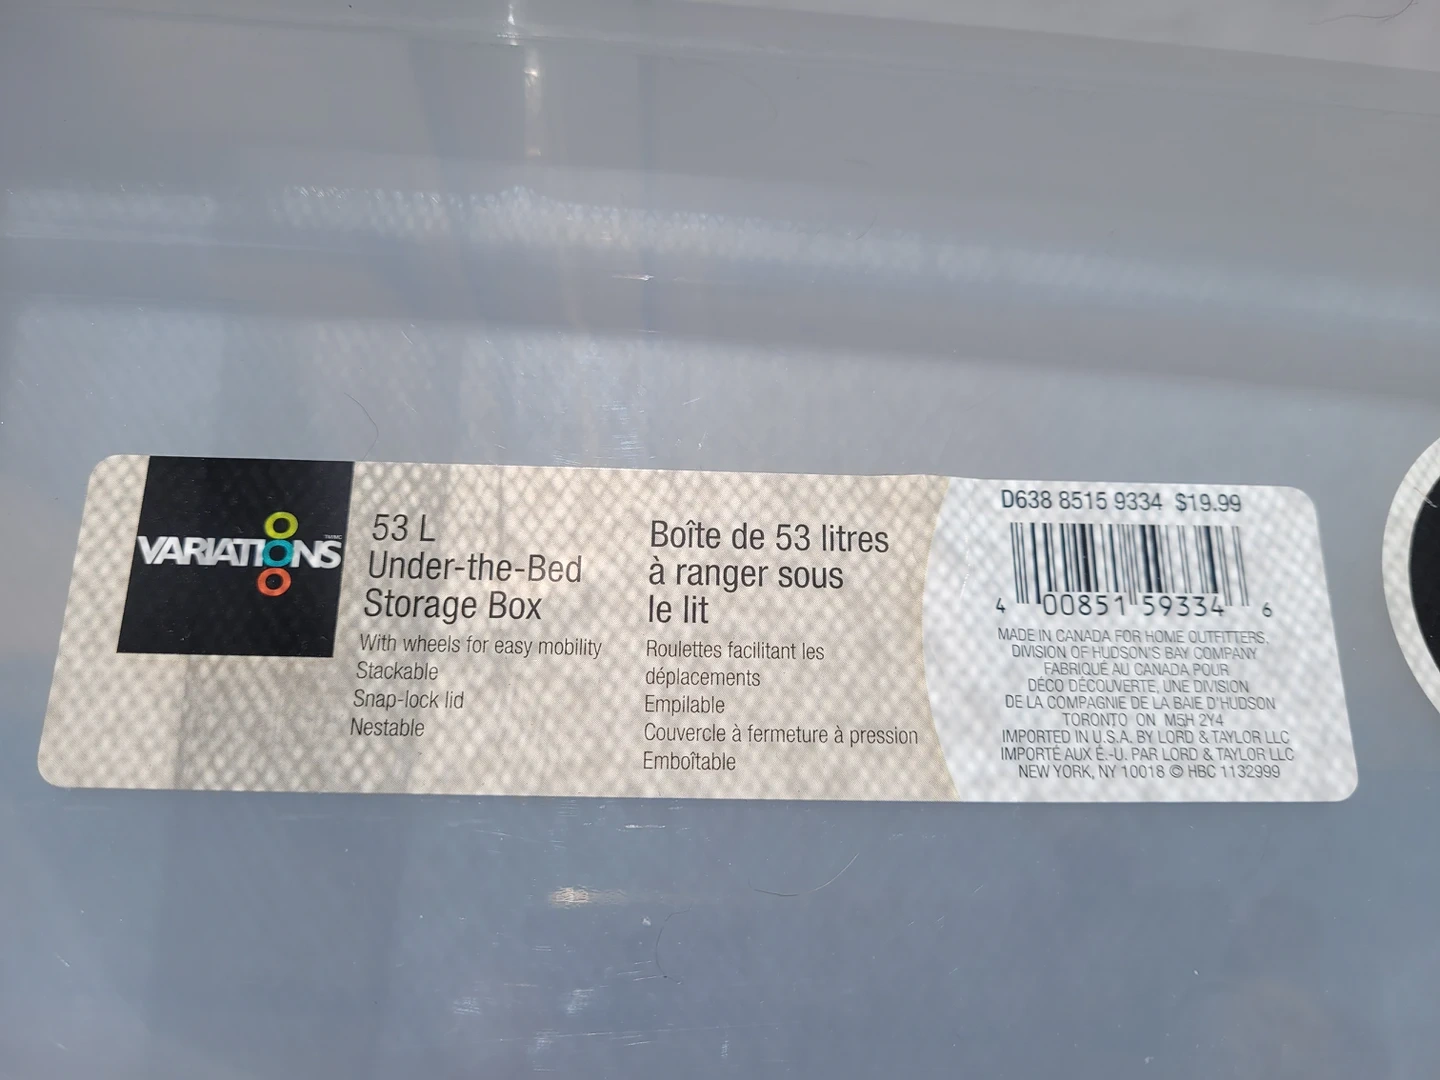 VARIATIONS
TM/MC
53 L
Under-the-Bed
Storage Box
With wheels for easy mobility
Stackable
Snap-lock lid
Nestable
Boîte de 53 litres
à ranger sous
le lit
Roulettes facilitant les
déplacements
Empilable
Couvercle à fermeture à pression
Emboîtable
D638 8515 9334 $19.99
4 00851 59334 6
MADE IN CANADA FOR HOME OUTFITTERS,
DIVISION OF HUDSON'S BAY COMPANY
FABRIQUÉ AU CANADA POUR
DÉCO DÉCOUVERTE, UNE DIVISION
DE LA COMPAGNIE DE LA BAIE D'HUDSON
TORONTO ON M5H 2Y4
IMPORTED IN U.S.A. BY LORD & TAYLOR LLC
IMPORTÉ AUX É.-U. PAR LORD & TAYLOR LLC
NEW YORK, NY 10018 © HBC 1132999